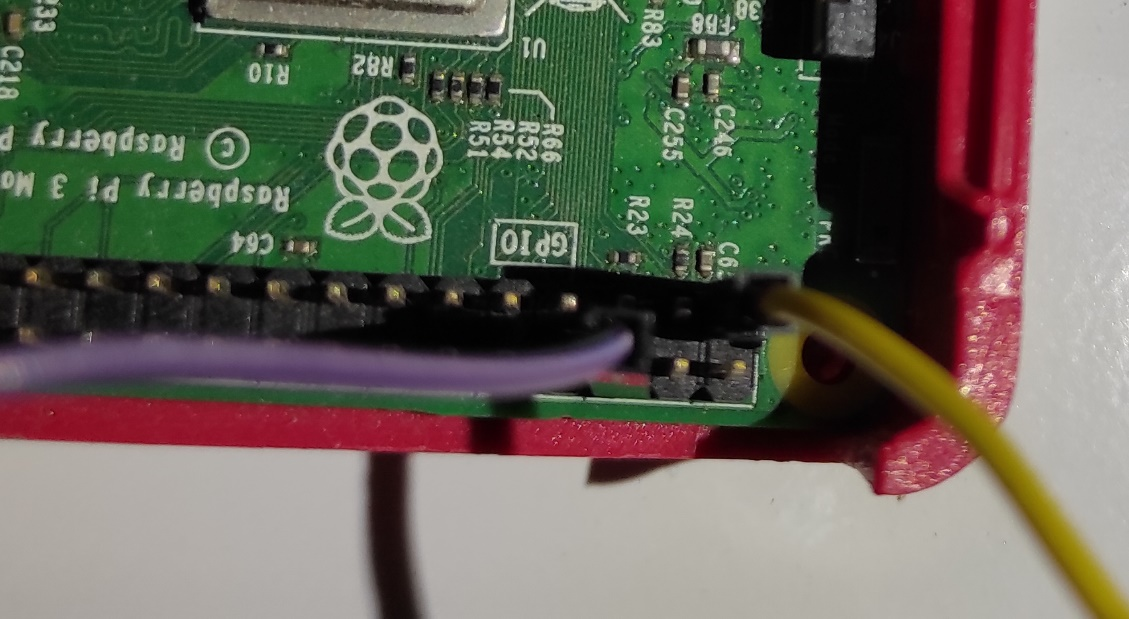 GPIO
C64
R23
R24
Raspberry Pi 3 Mo
© Raspberry P
R66
R52
R54
R51
C246
C255
R10
R82
U1
R83
FB8
38
C218